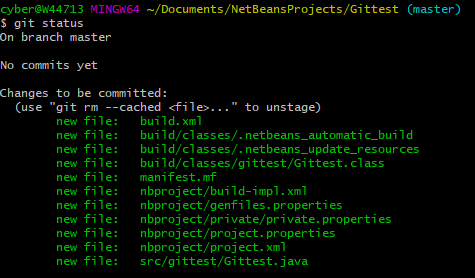 cyber@W44713 MINGW64 ~/Documents/NetBeansProjects/Gittest (master)
$ git status
On branch master
No commits yet
Changes to be committed:
(use "git rm --cached <file>..." to unstage)
new file: build.xml
new file: build/classes/.netbeans_automatic_build
new file: build/classes/.netbeans_update_resources
new file: build/classes/gittest/Gittest.class
new file: manifest.mf
new file: nbproject/build-impl.xml
new file: nbproject/genfiles.properties
new file: nbproject/private/private.properties
new file: nbproject/project.properties
new file: nbproject/project.xml
new file: src/gittest/Gittest.java